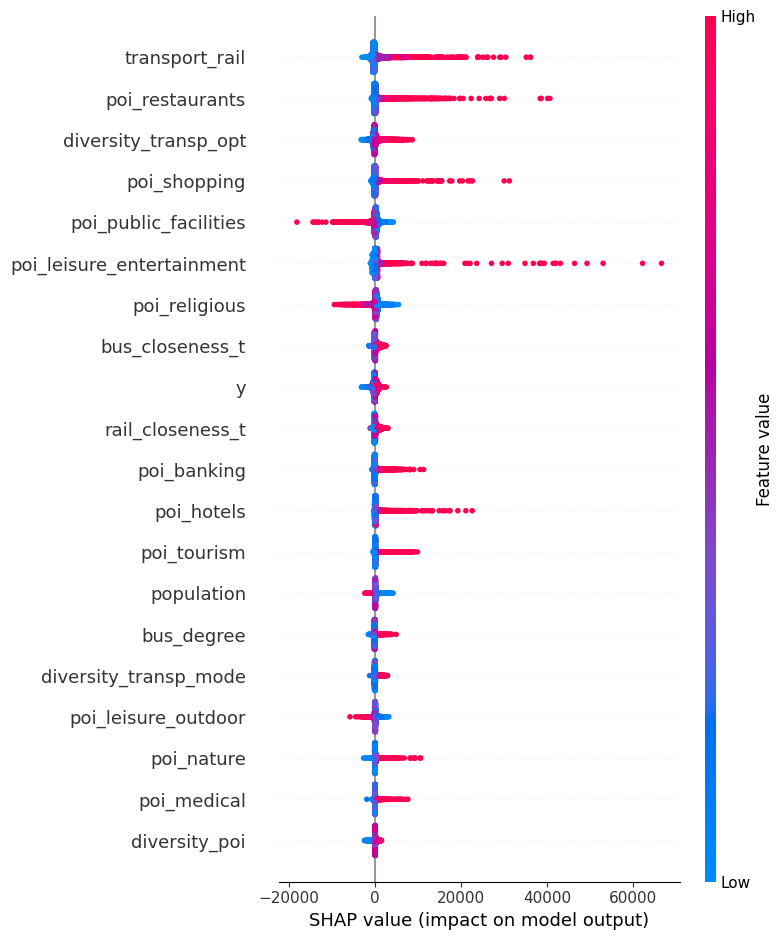 High
transport_rail
poi_restaurants
diversity_transp_opt
poi_shopping
poi_public_facilities
poi_leisure_entertainment
poi_religious
bus_closeness_t
y
rail_closeness_t
poi_banking
poi_hotels
poi_tourism
population
bus_degree
diversity_transp_mode
poi_leisure_outdoor
poi_nature
poi_medical
diversity_poi
Feature value
Low
−20000 0 20000 40000 60000
SHAP value (impact on model output)